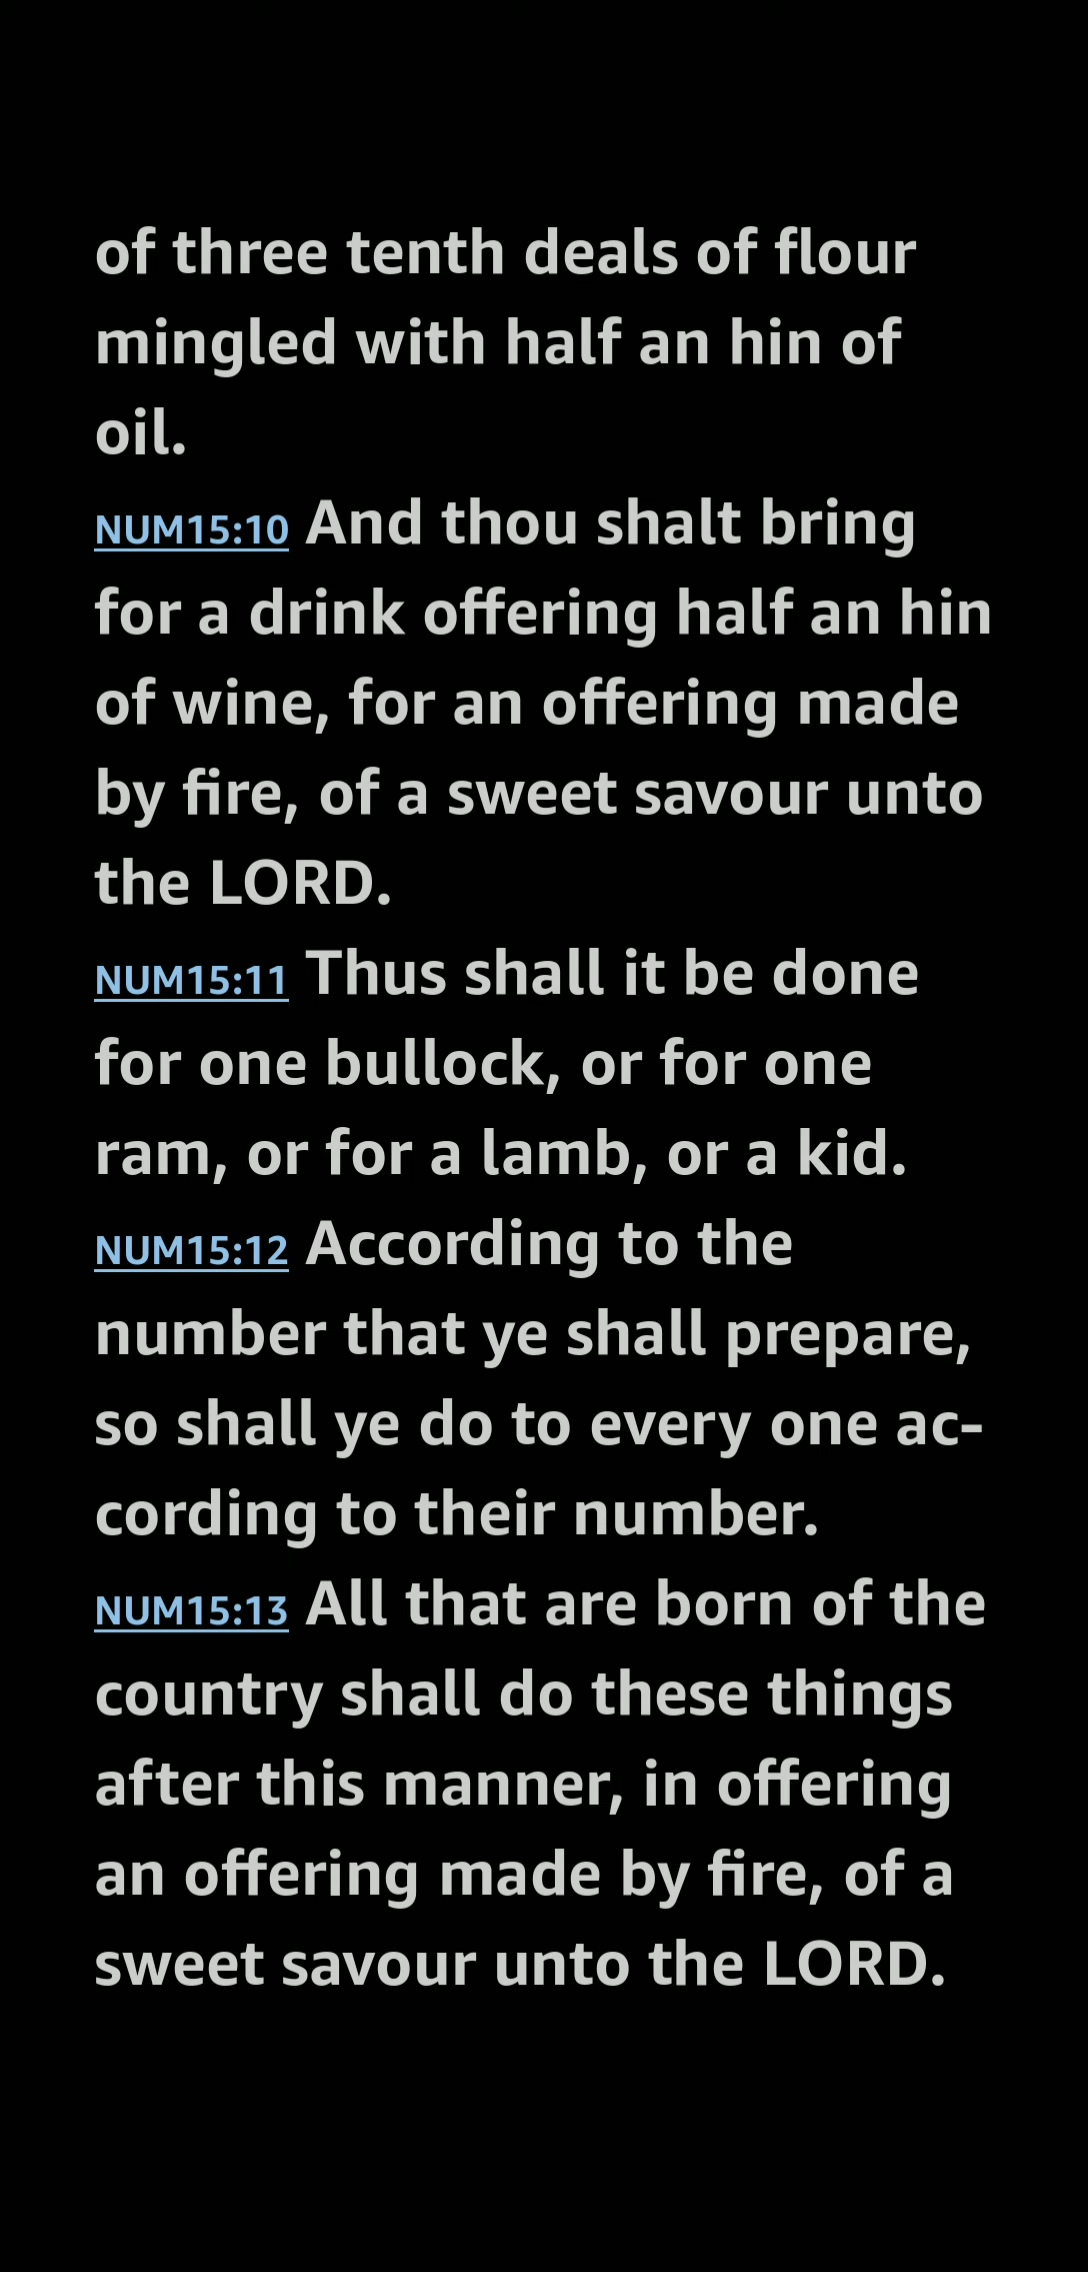 of three tenth deals of flour
mingled with half an hin of
oil.
NUM15:10 And thou shalt bring
for a drink offering half an hin
of wine, for an offering made
by fire, of a sweet savour unto
the LORD.
NUM15:11 Thus shall it be done
for one bullock, or for one
ram, or for a lamb, or a kid.
NUM15:12 According to the
number that ye shall prepare,
so shall ye do to every one ac-
cording to their number.
NUM15:13 All that are born of the
country shall do these things
after this manner, in offering
an offering made by fire, of a
sweet savour unto the LORD.